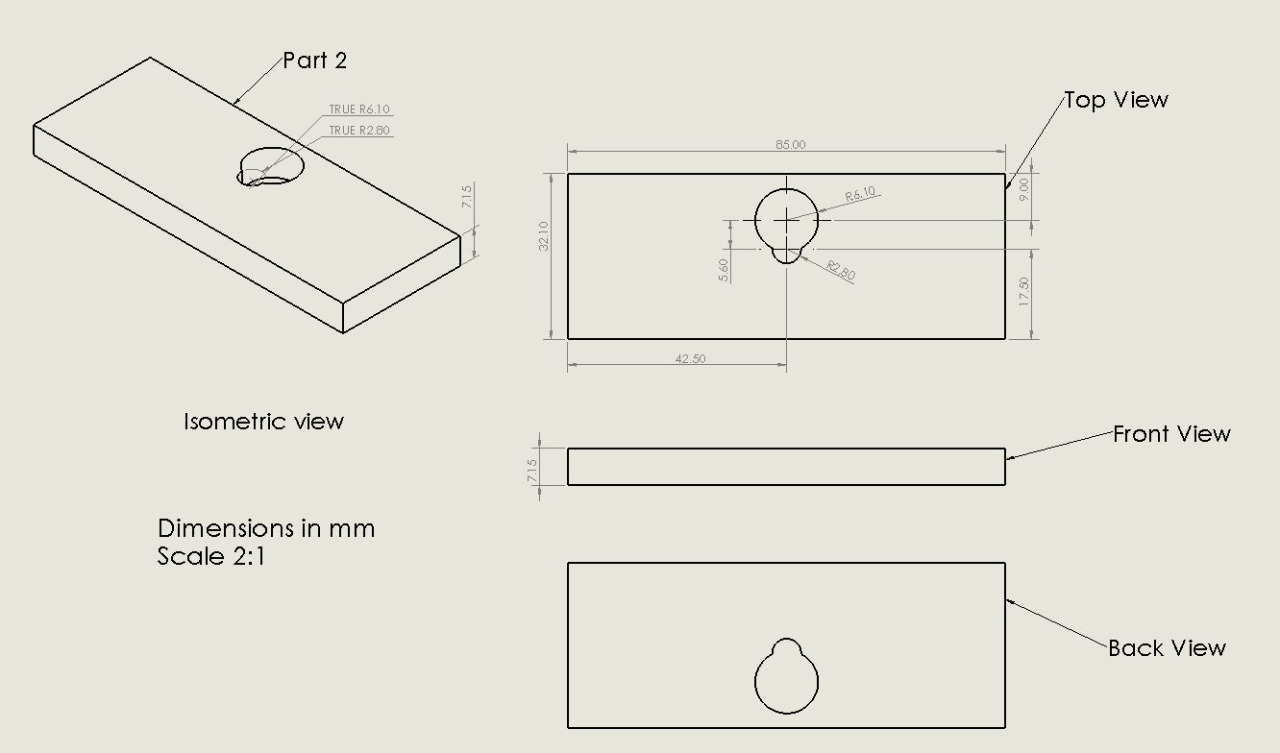 Part 2
TRUE R6.10
TRUE R2.80
7.15
Isometric view
Dimensions in mm
Scale 2:1
Top View
85.00
9.00
R6.10
32.10
5.60
R2.80
17.50
42.50
Front View
7.15
Back View